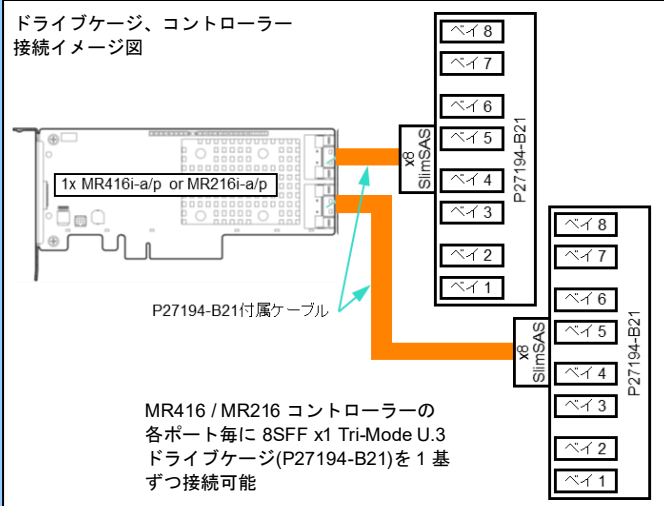 ドライブケージ、コントローラー
接続イメージ図
1x MR416i-a/p or MR216i-a/p
P27194-B21付属ケーブル
x8
SlimSAS
ベイ 8
ベイ 7
ベイ 6
ベイ 5
ベイ 4
ベイ 3
ベイ 2
ベイ 1
P27194-B21
x8
SlimSAS
ベイ 8
ベイ 7
ベイ 6
ベイ 5
ベイ 4
ベイ 3
ベイ 2
ベイ 1
P27194-B21
MR416 / MR216 コントローラーの
各ポート毎に 8SFF x1 Tri-Mode U.3
ドライブケージ(P27194-B21)を 1 基
ずつ接続可能